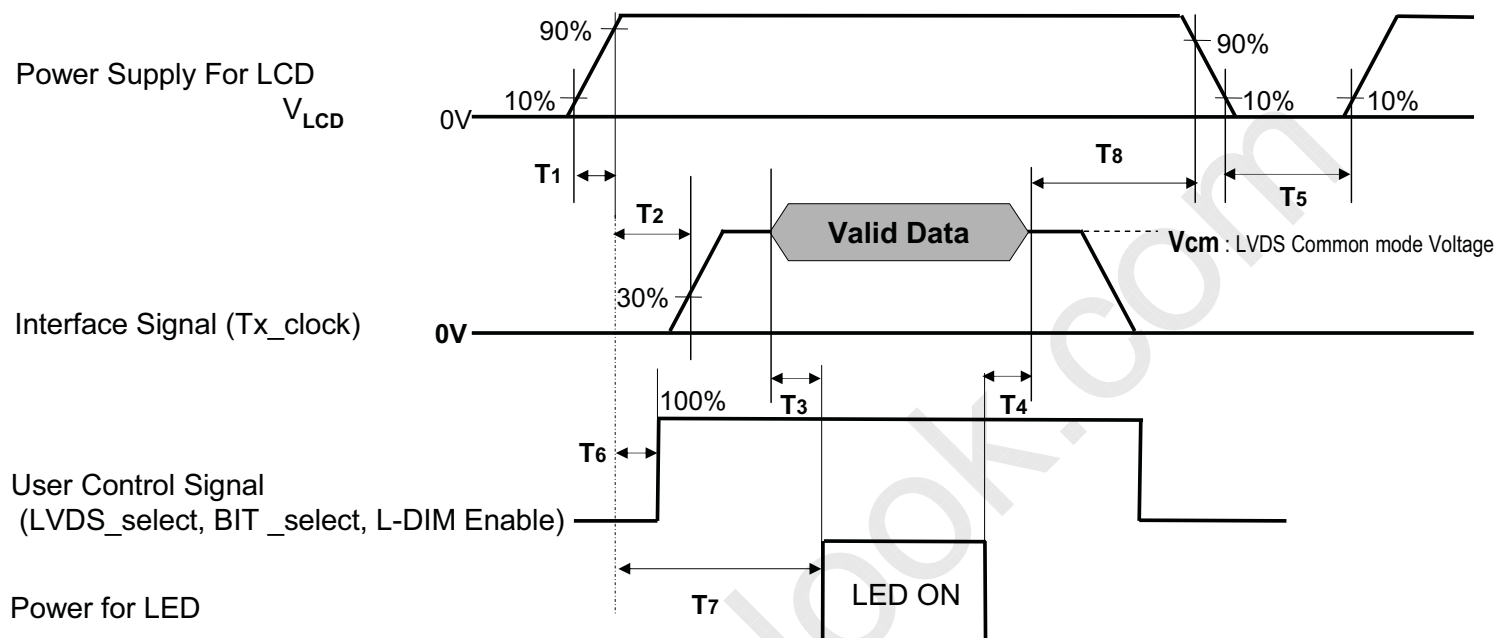 90%
90%
Power Supply For LCD
VLCD
10%
10%
10%
0V
T1
T8
T5
T2
Valid Data
Vcm : LVDS Common mode Voltage
30%
Interface Signal (Tx_clock)
0V
100%
T3
T4
T6
User Control Signal
(LVDS_select, BIT _select, L-DIM Enable)
T7
LED ON
Power for LED
look.com